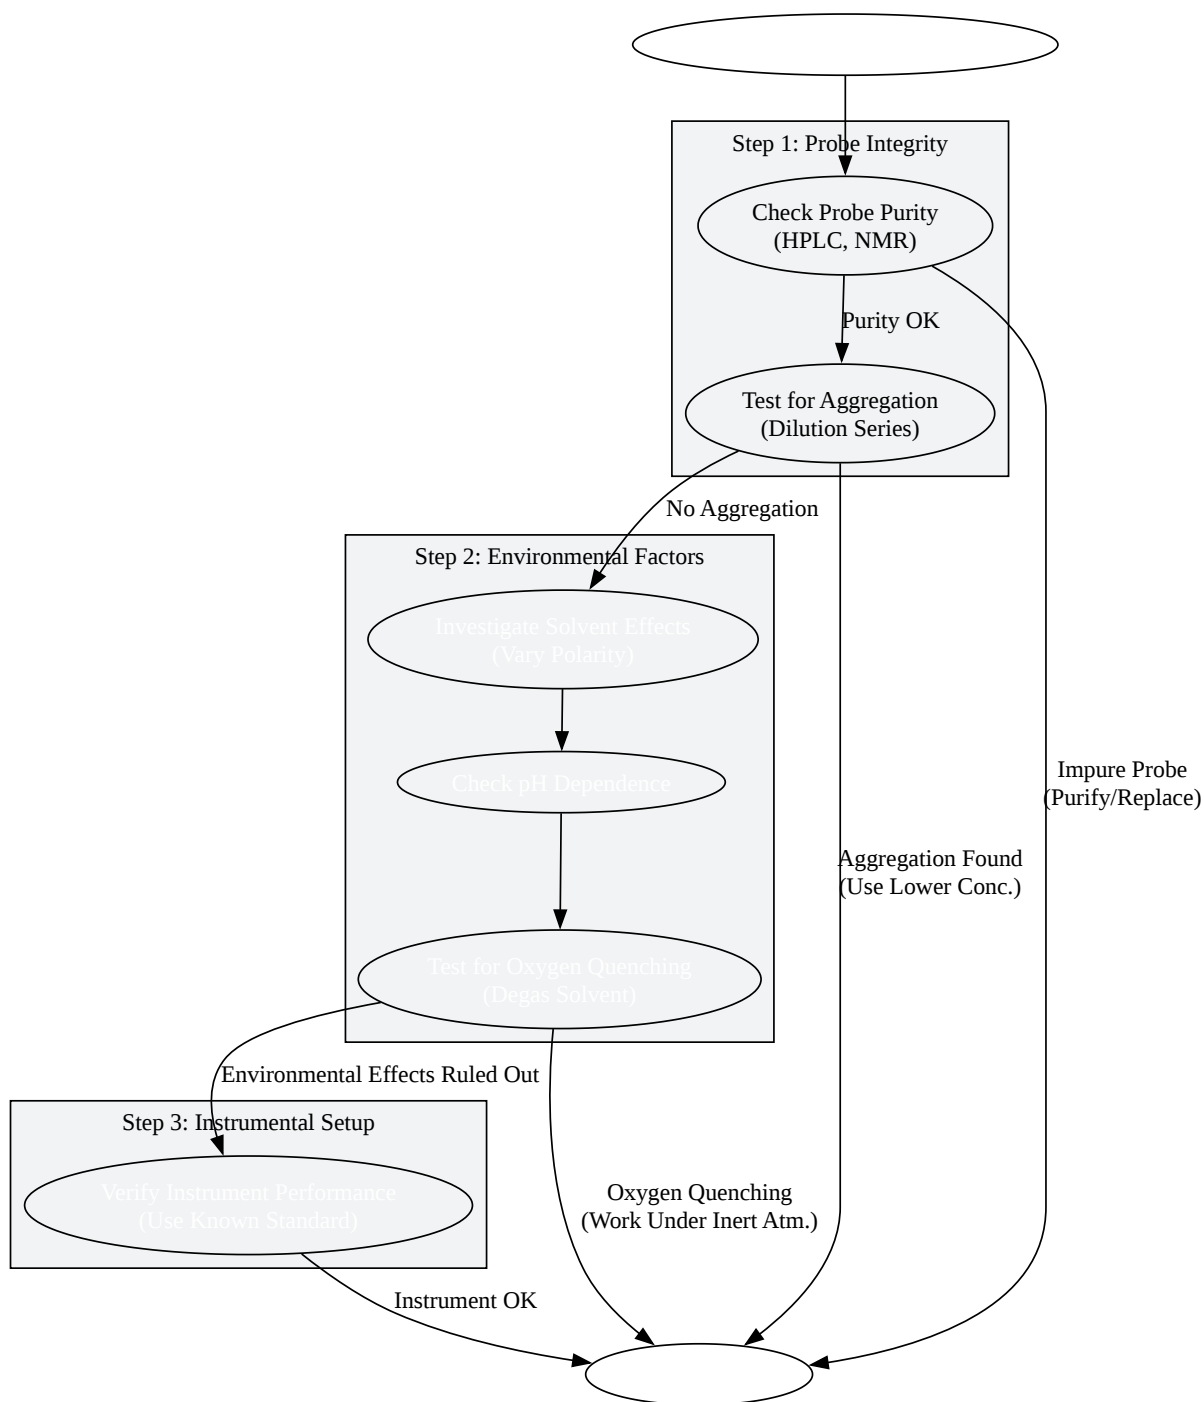 Step 1: Probe Integrity
Check Probe Purity
(HPLC, NMR)
Purity OK
Test for Aggregation
(Dilution Series)
No Aggregation
Step 2: Environmental Factors
Investigate Solvent Effects
(Vary Polarity)
Check pH Dependence
Impure Probe
(Purify/Replace)
Aggregation Found
(Use Lower Conc.)
Test for Oxygen Quenching
(Degas Solvent)
Environmental Effects Ruled Out
Step 3: Instrumental Setup
Verify Instrument Performance
(Use Known Standard)
Oxygen Quenching
(Work Under Inert Atm.)
Instrument OK